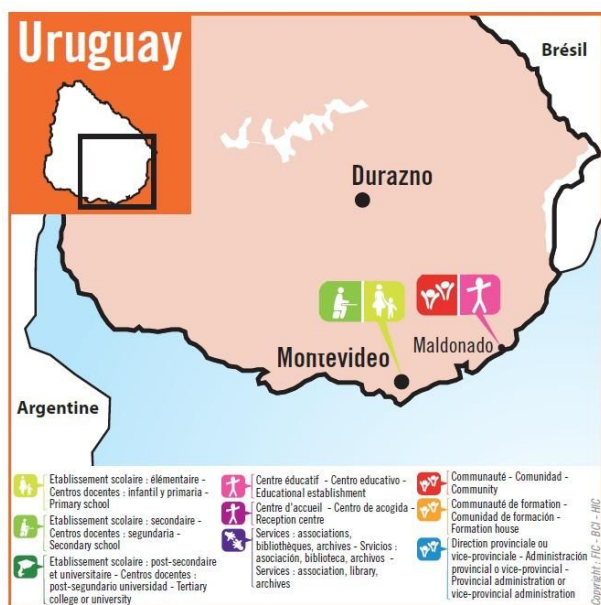 Uruguay
Brésil
Durazno
Maldonado
Montevideo
Argentine
Etablissement scolaire : élémentaire -
Centros docentes : infantil y primaria -
Primary school
Etablissement scolaire : secondaire -
Centros docentes : segundaria -
Secondary school
Etablissement scolaire : post-secondaire
et universitaire - Centros docentes :
post-segundario universidad - Tertiary
college or university
Centre éducatif - Centro educativo -
Educational establishment
Centre d'accueil - Centro de acogida -
Reception centre
Services : associations,
bibliothèques, archives - Srvicios :
asociación, biblioteca, archivos -
Services : association, library,
archives
Communauté - Comunidad -
Community
Communauté de formation -
Comunidad de formación -
Formation house
Direction provinciale ou
vice-provinciale - Administración
provincial o vice-provincial -
Provincial administration or
vice-provincial administration
Copyright : FIC - BCI - HIC